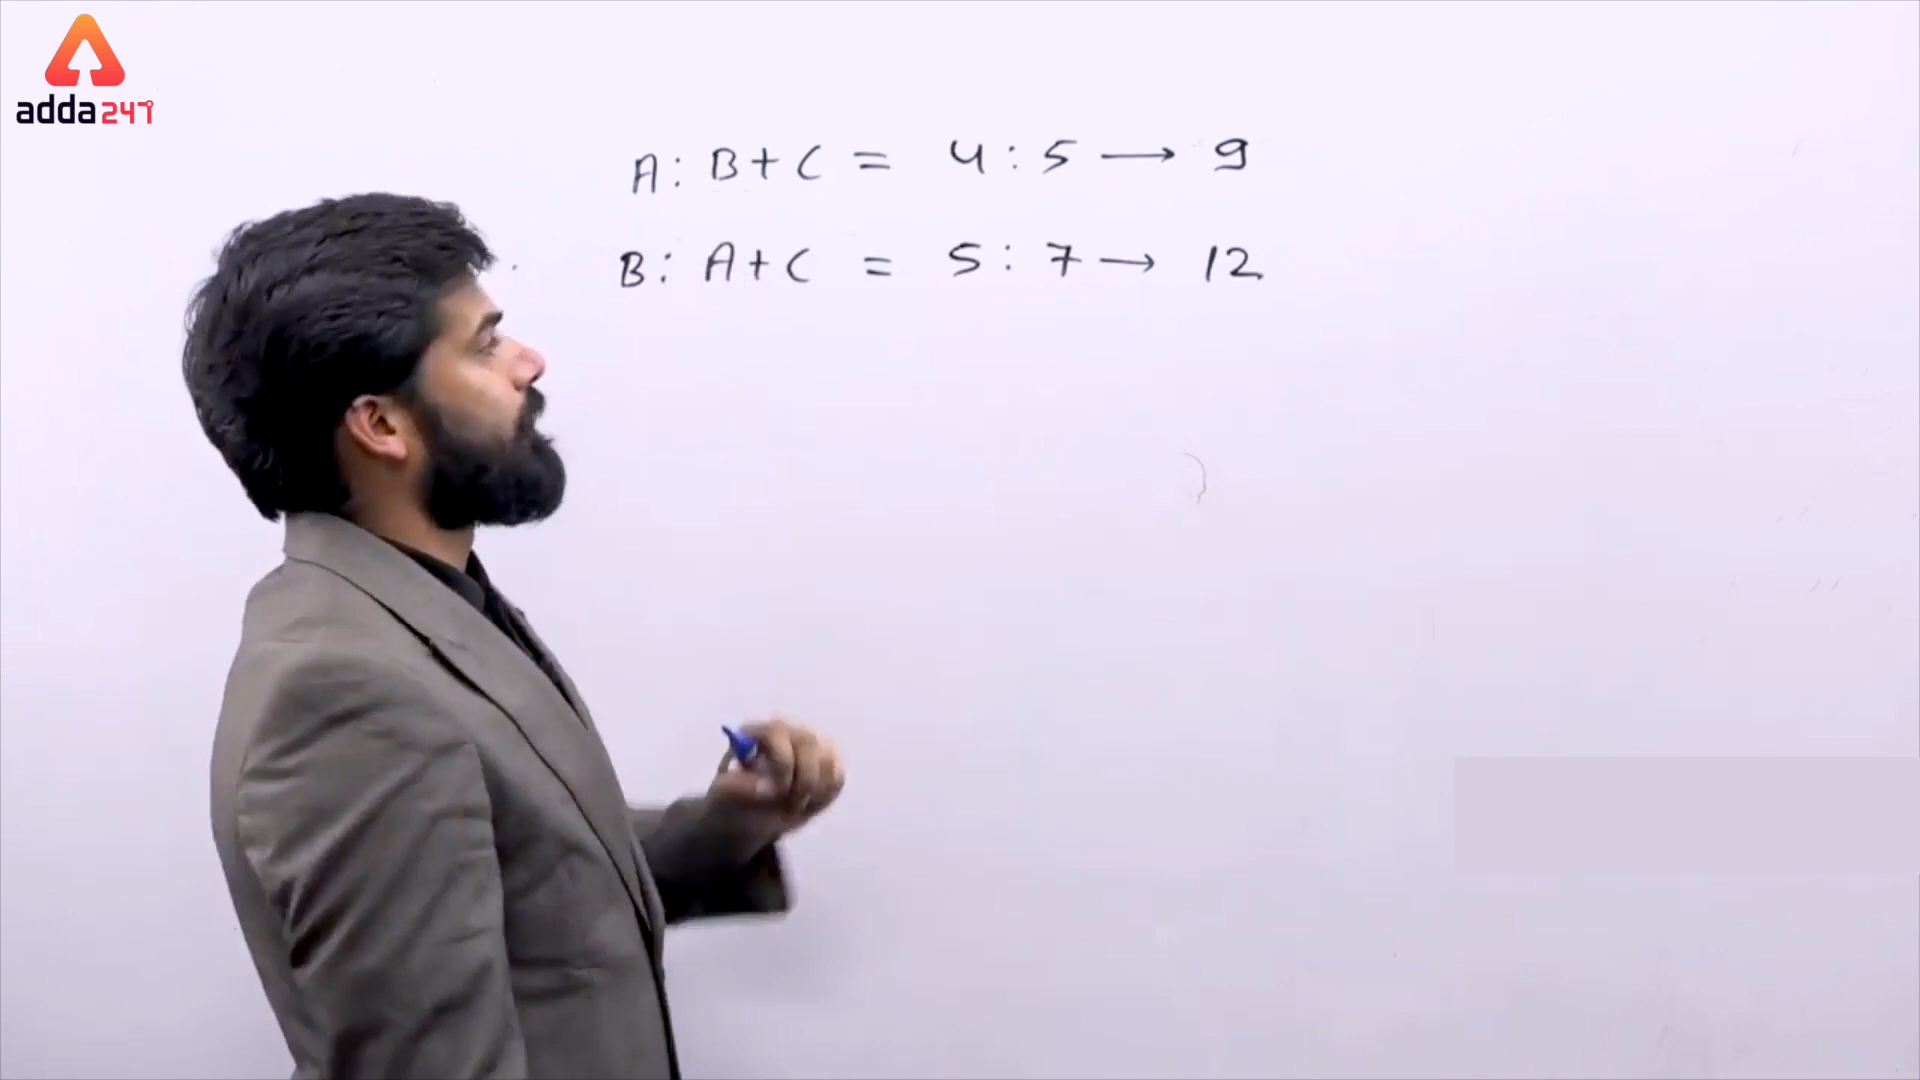 adda247
A : B + C = 4 : 5 → 9
B : A + C = 5 : 7 → 12